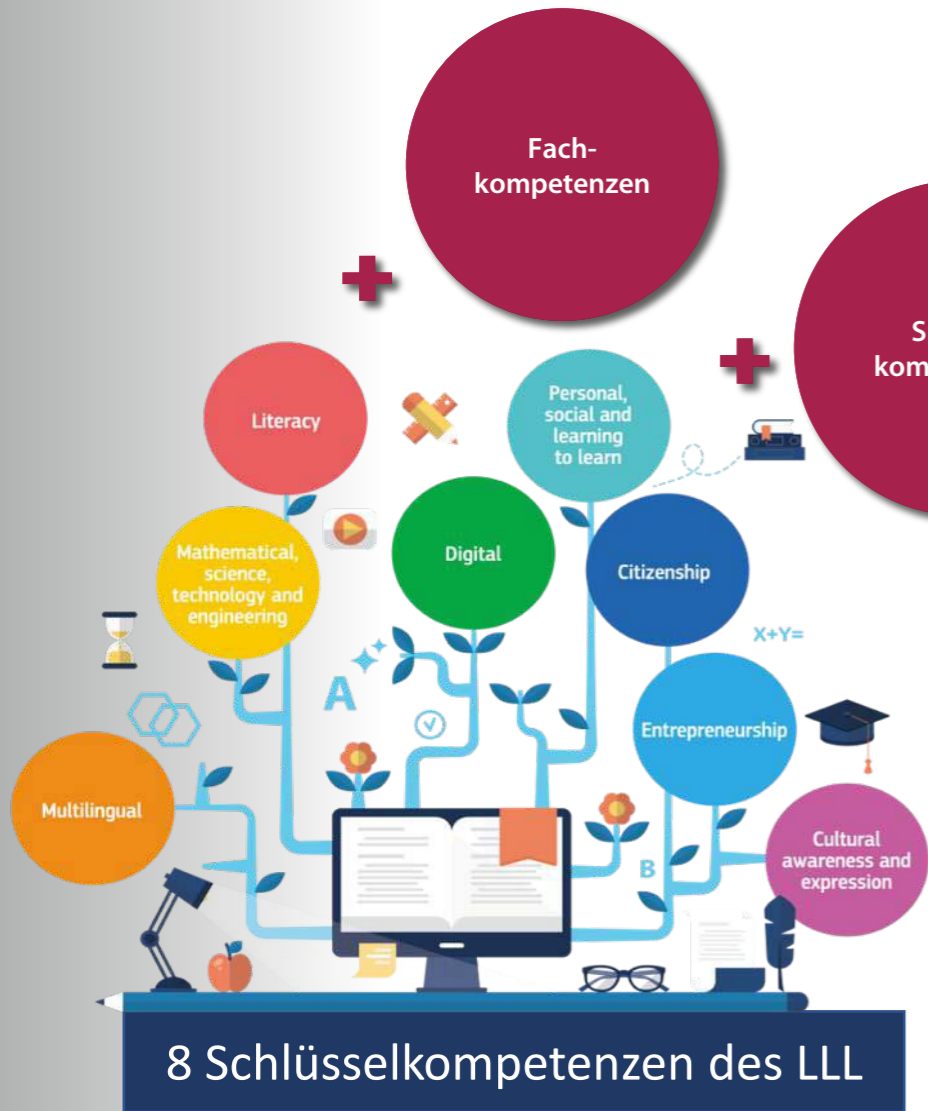 Fach-
kompetenzen
S
kom
Literacy
Personal,
social and
learning
to learn
Mathematical,
science,
technology and
engineering
Digital
Citizenship
X+Y=
A
Entrepreneurship
Multilingual
Cultural
awareness and
expression
B
8 Schlüsselkompetenzen des LLL